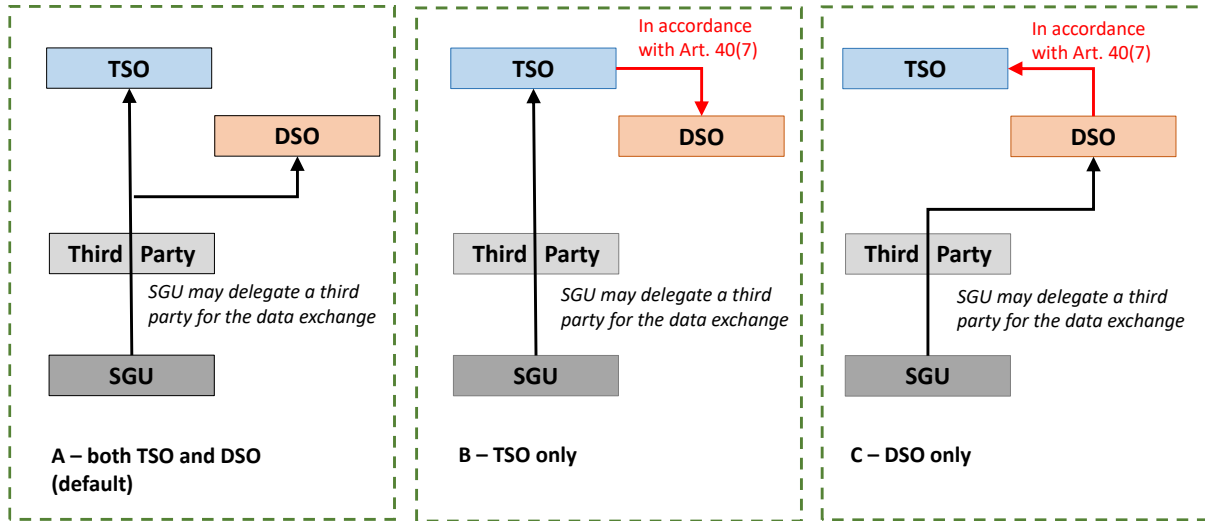 TSO
DSO
Third Party
SGU may delegate a third
party for the data exchange
SGU
A – both TSO and DSO
(default)
In accordance
with Art. 40(7)
TSO
DSO
Third Party
SGU may delegate a third
party for the data exchange
SGU
B – TSO only
In accordance
with Art. 40(7)
TSO
DSO
Third Party
SGU may delegate a third
party for the data exchange
SGU
C – DSO only